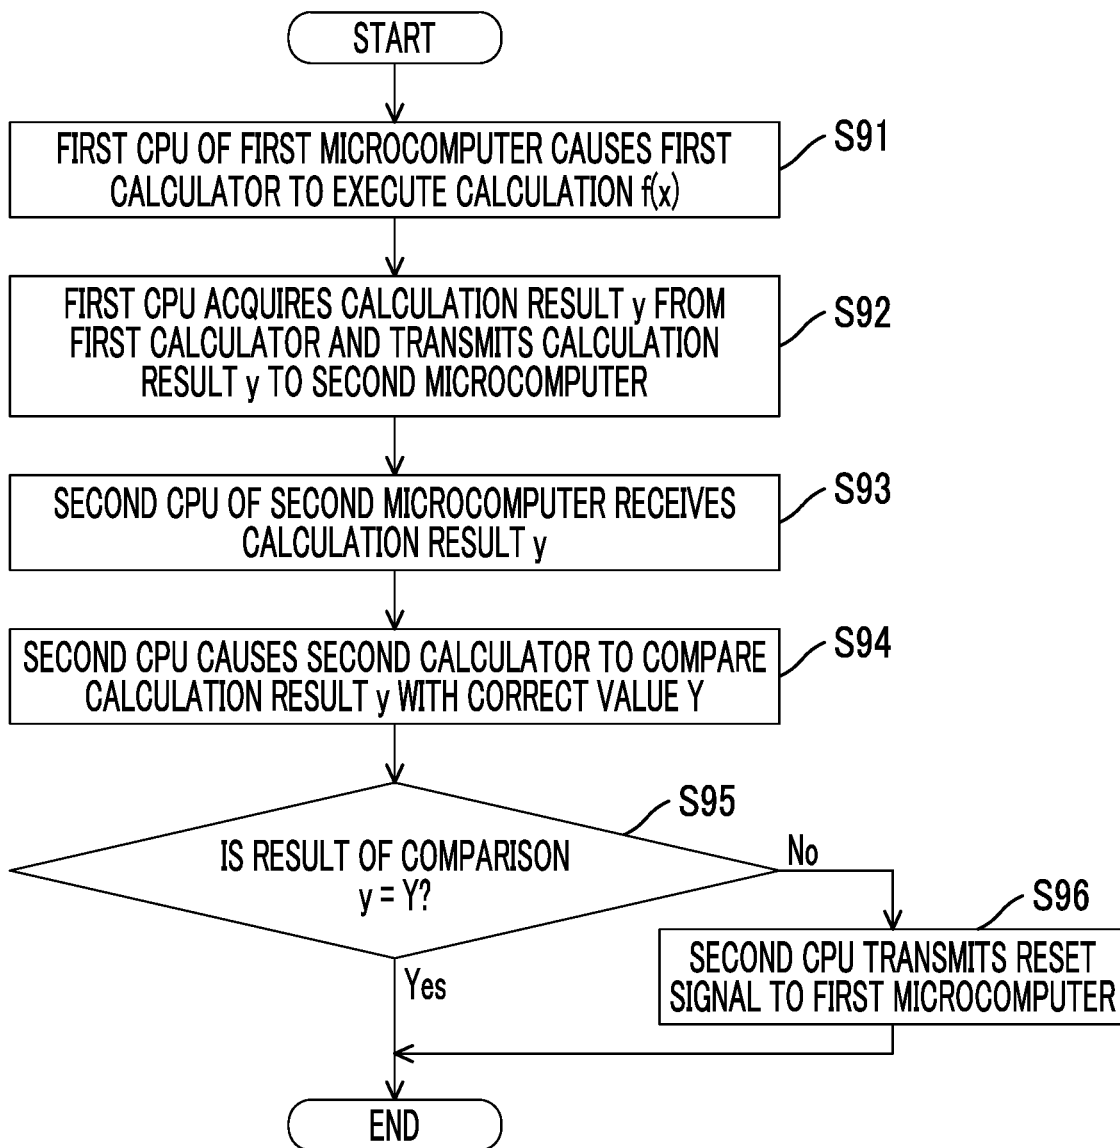 START
FIRST CPU OF FIRST MICROCOMPUTER CAUSES FIRST
CALCULATOR TO EXECUTE CALCULATION f(x)
S91
FIRST CPU ACQUIRES CALCULATION RESULT y FROM
FIRST CALCULATOR AND TRANSMITS CALCULATION
RESULT y TO SECOND MICROCOMPUTER
S92
SECOND CPU OF SECOND MICROCOMPUTER RECEIVES
CALCULATION RESULT y
S93
SECOND CPU CAUSES SECOND CALCULATOR TO COMPARE
CALCULATION RESULT y WITH CORRECT VALUE Y
S94
IS RESULT OF COMPARISON
y = Y?
S95
No
Yes
S96
SECOND CPU TRANSMITS RESET
SIGNAL TO FIRST MICROCOMPUTER
END